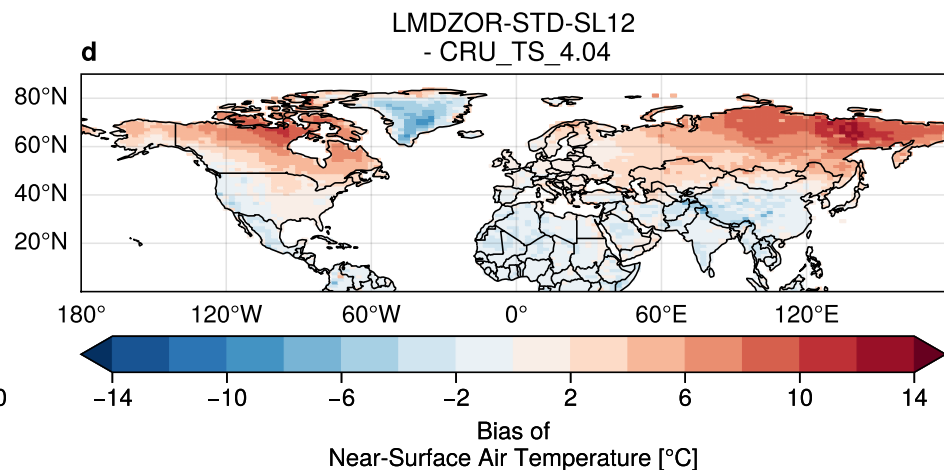 LMDZOR-STD-SL12
- CRU_TS_4.04
d
80°N
60°N
40°N
20°N
180° 120°W 60°W 0° 60°E 120°E
0 −14 −10 −6 −2 2 6 10 14
Bias of
Near-Surface Air Temperature [°C]